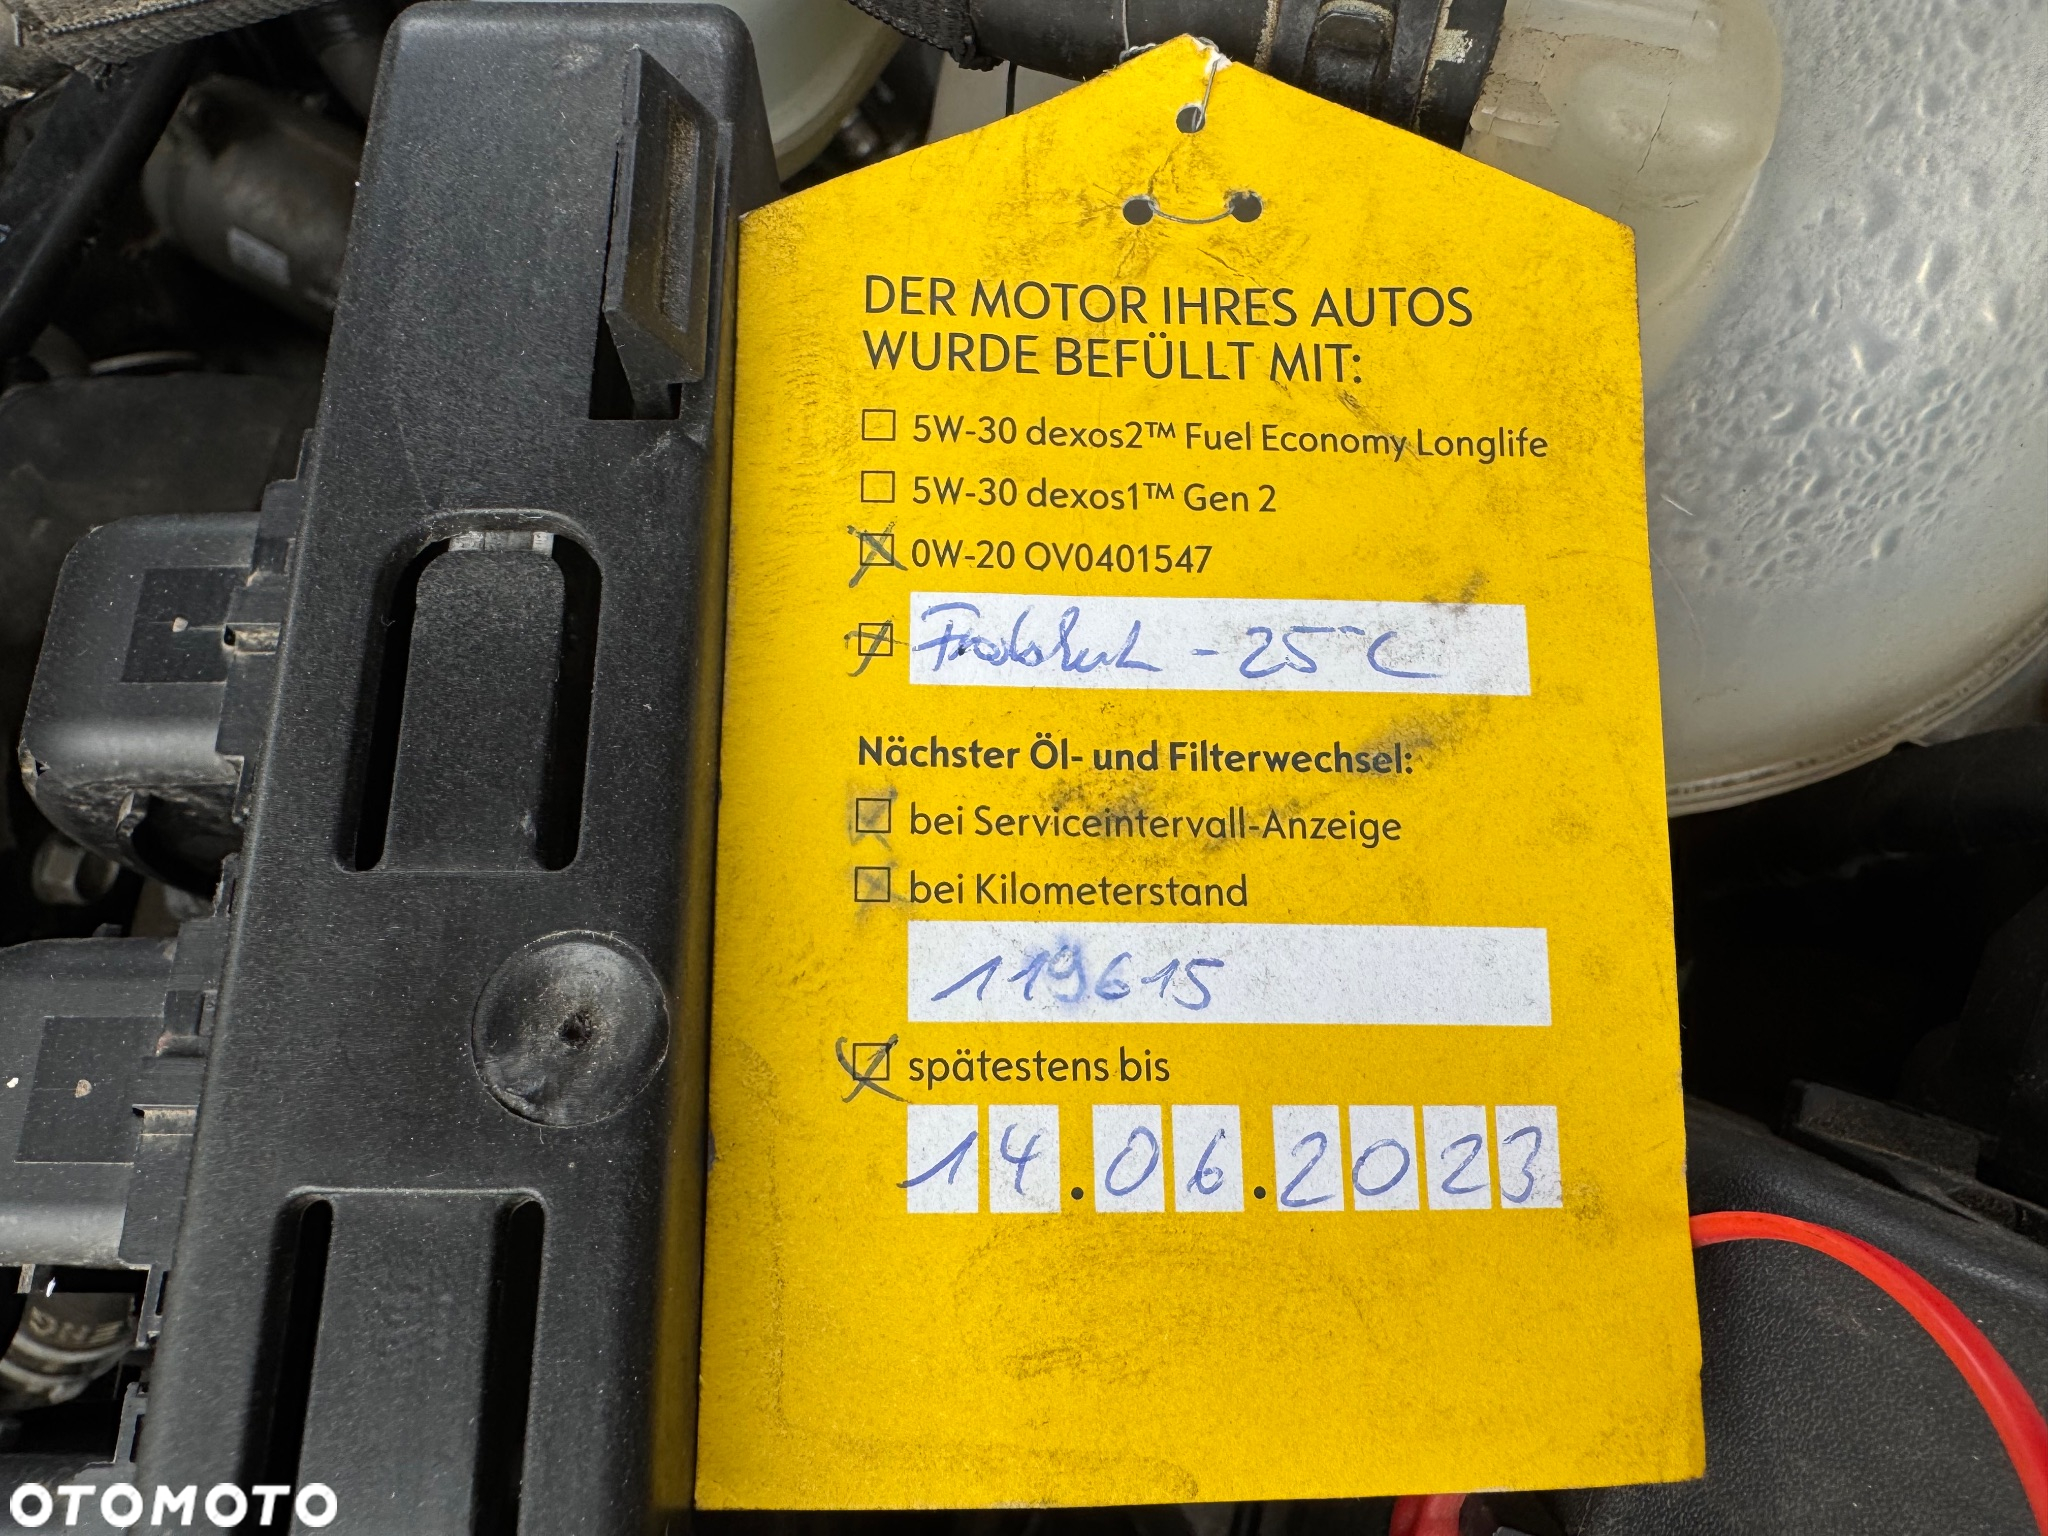 DER MOTOR IHRES AUTOS
WURDE BEFÜLLT MIT:
5W-30 dexos2™ Fuel Economy Longlife
5W-30 dexos1™ Gen 2
0W-20 OV0401547
-25°C
Nächster Öl- und Filterwechsel:
bei Serviceintervall-Anzeige
bei Kilometerstand
119615
spätestens bis
14.06.2023
OTOMOTO